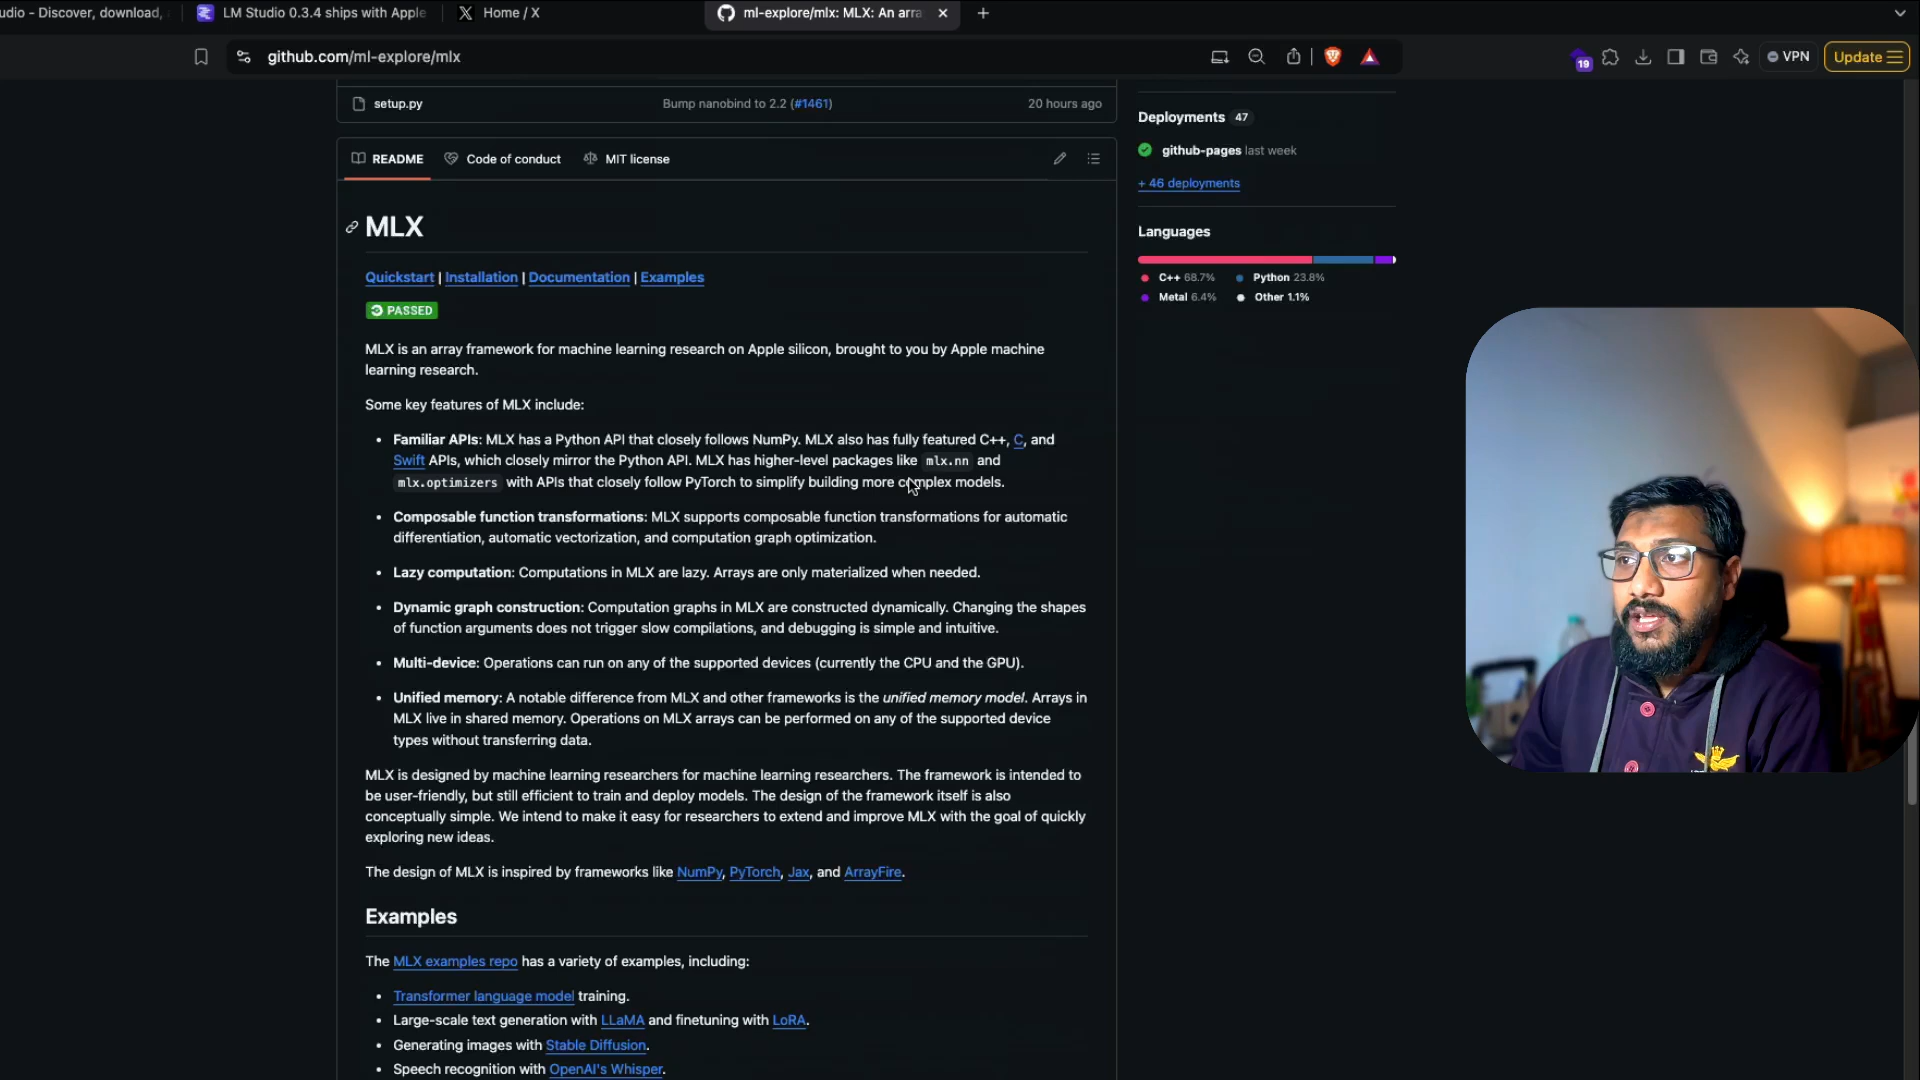 udio - Discover, download,
LM Studio 0.3.4 ships with Apple
Home / X
ml-explore/mlx: MLX: An arra
github.com/ml-explore/mlx
19
VPN
Update
setup.py
Bump nanobind to 2.2 (#1461)
20 hours ago
README
Code of conduct
MIT license
MLX
Quickstart | Installation | Documentation | Examples
PASSED
MLX is an array framework for machine learning research on Apple silicon, brought to you by Apple machine
learning research.
Some key features of MLX include:
• Familiar APIs: MLX has a Python API that closely follows NumPy. MLX also has fully featured C++, C, and
Swift APIs, which closely mirror the Python API. MLX has higher-level packages like mlx.nn and
mlx.optimizers with APIs that closely follow PyTorch to simplify building more complex models.
• Composable function transformations: MLX supports composable function transformations for automatic
differentiation, automatic vectorization, and computation graph optimization.
• Lazy computation: Computations in MLX are lazy. Arrays are only materialized when needed.
• Dynamic graph construction: Computation graphs in MLX are constructed dynamically. Changing the shapes
of function arguments does not trigger slow compilations, and debugging is simple and intuitive.
• Multi-device: Operations can run on any of the supported devices (currently the CPU and the GPU).
• Unified memory: A notable difference from MLX and other frameworks is the unified memory model. Arrays in
MLX live in shared memory. Operations on MLX arrays can be performed on any of the supported device
types without transferring data.
MLX is designed by machine learning researchers for machine learning researchers. The framework is intended to
be user-friendly, but still efficient to train and deploy models. The design of the framework itself is also
conceptually simple. We intend to make it easy for researchers to extend and improve MLX with the goal of quickly
exploring new ideas.
The design of MLX is inspired by frameworks like NumPy, PyTorch, Jax, and ArrayFire.
Examples
The MLX examples repo has a variety of examples, including:
• Transformer language model training.
• Large-scale text generation with LLaMA and finetuning with LoRA.
• Generating images with Stable Diffusion.
• Speech recognition with OpenAI's Whisper.
Deployments 47
github-pages last week
+ 46 deployments
Languages
C++ 68.7%
Python 23.8%
Metal 6.4%
Other 1.1%